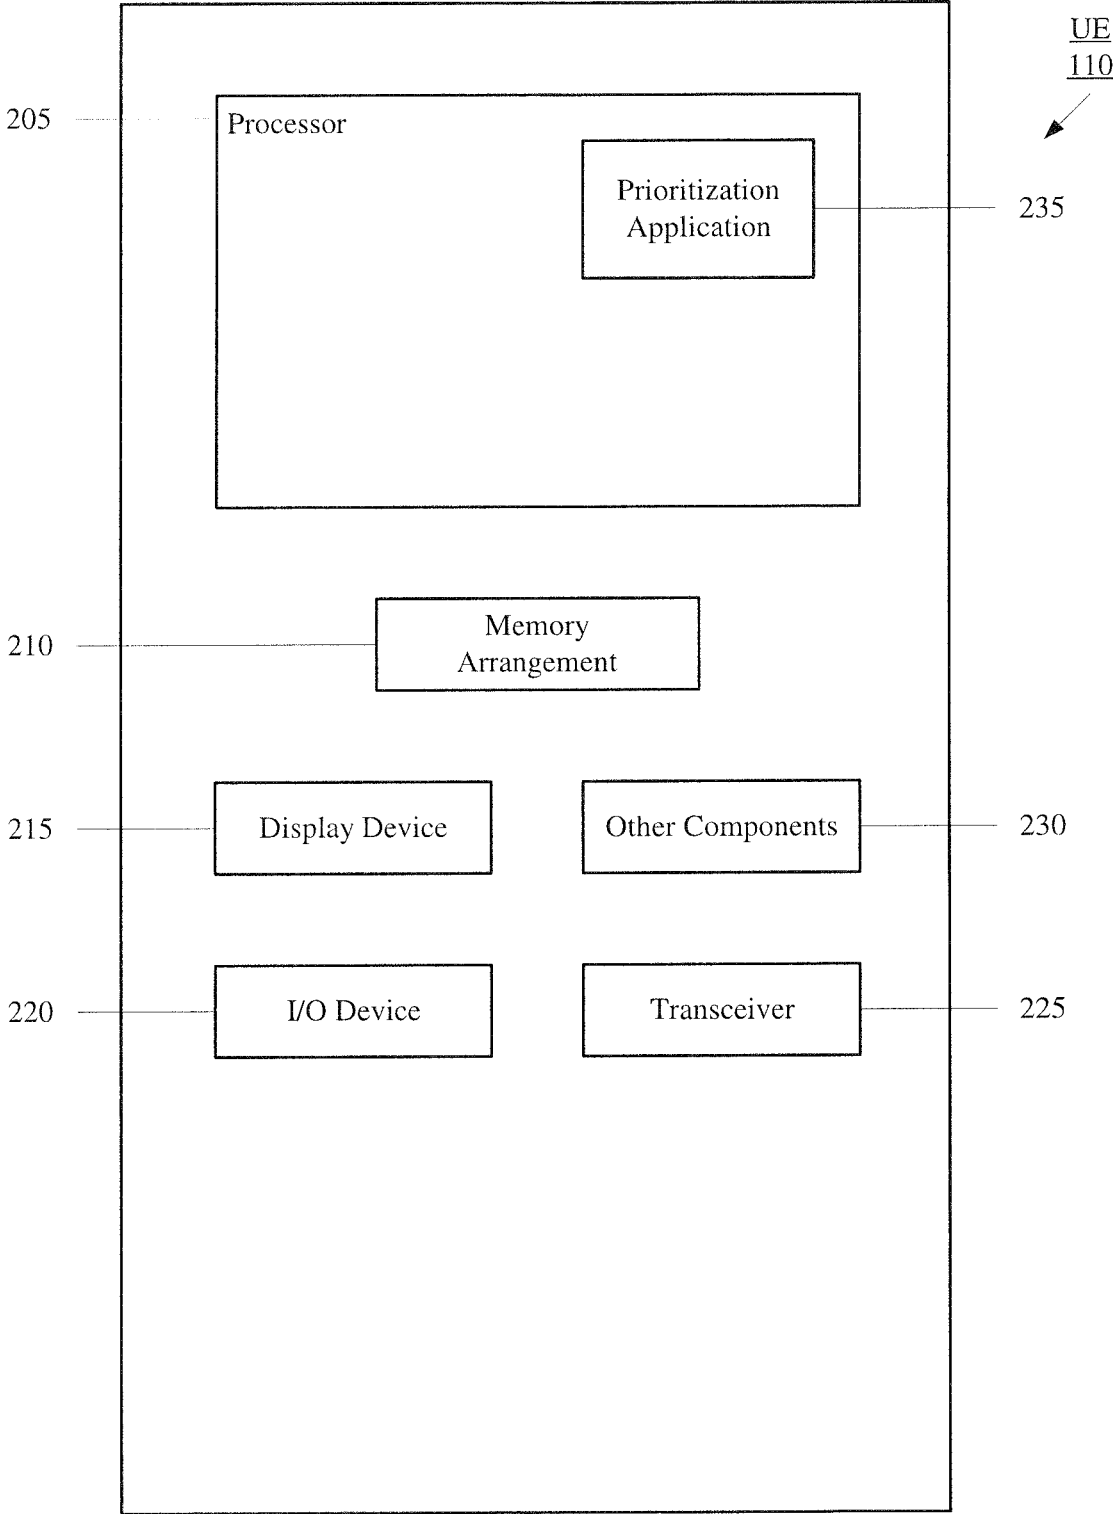 UE
110
205
Processor
Prioritization
Application
235
210
Memory
Arrangement
215
Display Device
Other Components
230
220
I/O Device
Transceiver
225